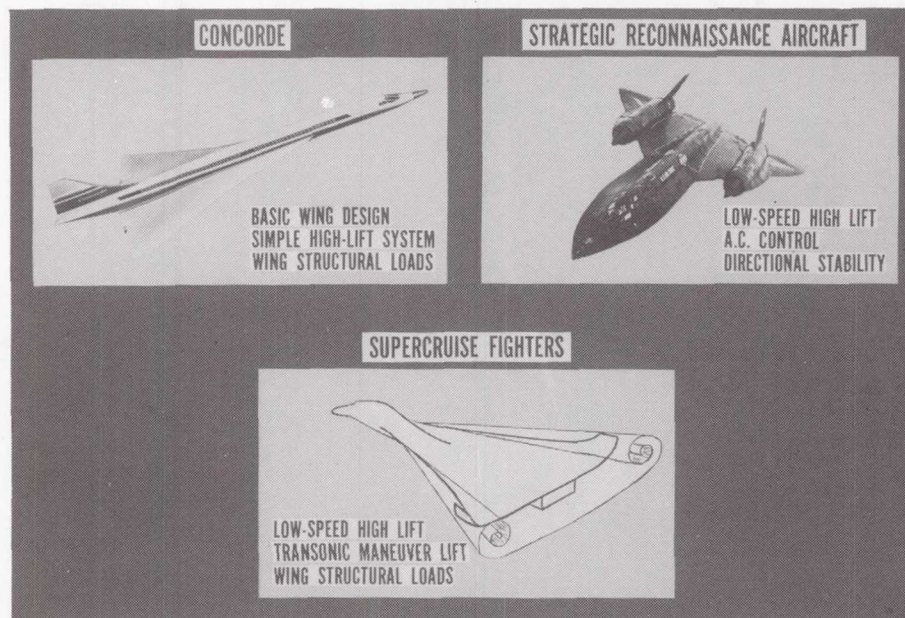 CONCORDE
BASIC WING DESIGN
SIMPLE HIGH-LIFT SYSTEM
WING STRUCTURAL LOADS
STRATEGIC RECONNAISSANCE AIRCRAFT
LOW-SPEED HIGH LIFT
A.C. CONTROL
DIRECTIONAL STABILITY
SUPERCRUISE FIGHTERS
LOW-SPEED HIGH LIFT
TRANSONIC MANEUVER LIFT
WING STRUCTURAL LOADS